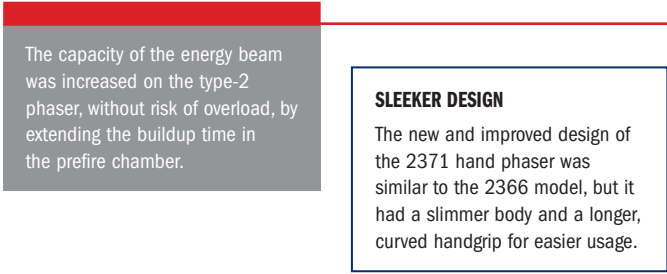 The capacity of the energy beam
was increased on the type-2
phaser, without risk of overload, by
extending the buildup time in
the prefire chamber.
SLEEKER DESIGN
The new and improved design of
the 2371 hand phaser was
similar to the 2366 model, but it
had a slimmer body and a longer,
curved handgrip for easier usage.